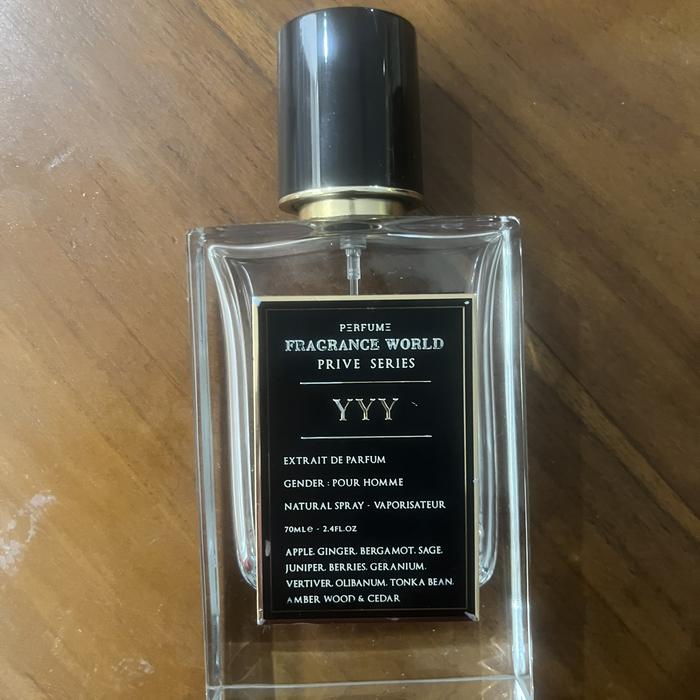 PERFUME
FRAGRANCE WORLD
PRIVE SERIES
YYY
EXTRAIT DE PARFUM
GENDER : POUR HOMME
NATURAL SPRAY - VAPORISATEUR
70ML℮ - 2.4FL.OZ
APPLE, GINGER, BERGAMOT, SAGE,
JUNIPER, BERRIES, GERANIUM,
VERTIVER, OLIBANUM, TONKA BEAN,
AMBER WOOD & CEDAR